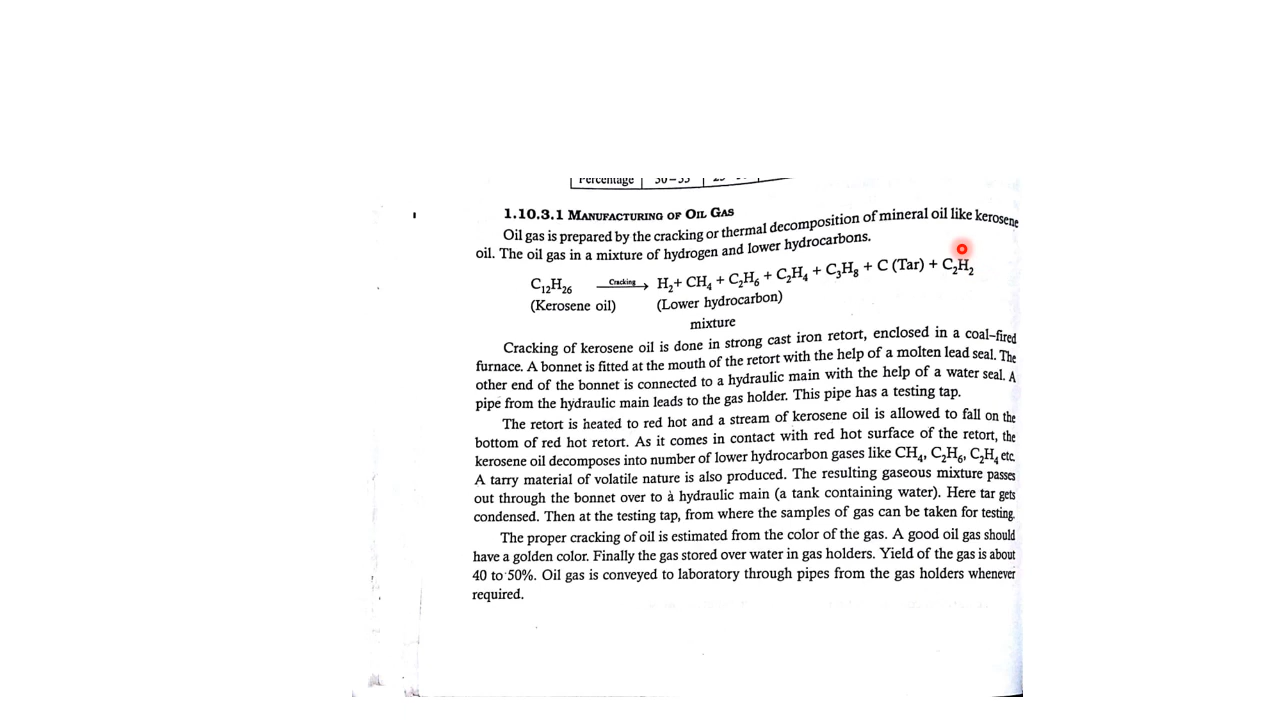 Percentage 30–35
1.10.3.1 MANUFACTURING OF OIL GAS
Oil gas is prepared by the cracking or thermal decomposition of mineral oil like kerosene
oil. The oil gas in a mixture of hydrogen and lower hydrocarbons.
C₁₂H₂₆ Cracking → H₂+ CH₄ + C₂H₆ + C₂H₄ + C₃H₈ + C (Tar) + C₂H₂
(Kerosene oil) (Lower hydrocarbon)
mixture
Cracking of kerosene oil is done in strong cast iron retort, enclosed in a coal–fired
furnace. A bonnet is fitted at the mouth of the retort with the help of a molten lead seal. The
other end of the bonnet is connected to a hydraulic main with the help of a water seal. A
pipe from the hydraulic main leads to the gas holder. This pipe has a testing tap.
The retort is heated to red hot and a stream of kerosene oil is allowed to fall on the
bottom of red hot retort. As it comes in contact with red hot surface of the retort, the
kerosene oil decomposes into number of lower hydrocarbon gases like CH₄, C₂H₆, C₂H₄ etc.
A tarry material of volatile nature is also produced. The resulting gaseous mixture passes
out through the bonnet over to a hydraulic main (a tank containing water). Here tar gets
condensed. Then at the testing tap, from where the samples of gas can be taken for testing.
The proper cracking of oil is estimated from the color of the gas. A good oil gas should
have a golden color. Finally the gas stored over water in gas holders. Yield of the gas is about
40 to 50%. Oil gas is conveyed to laboratory through pipes from the gas holders whenever
required.